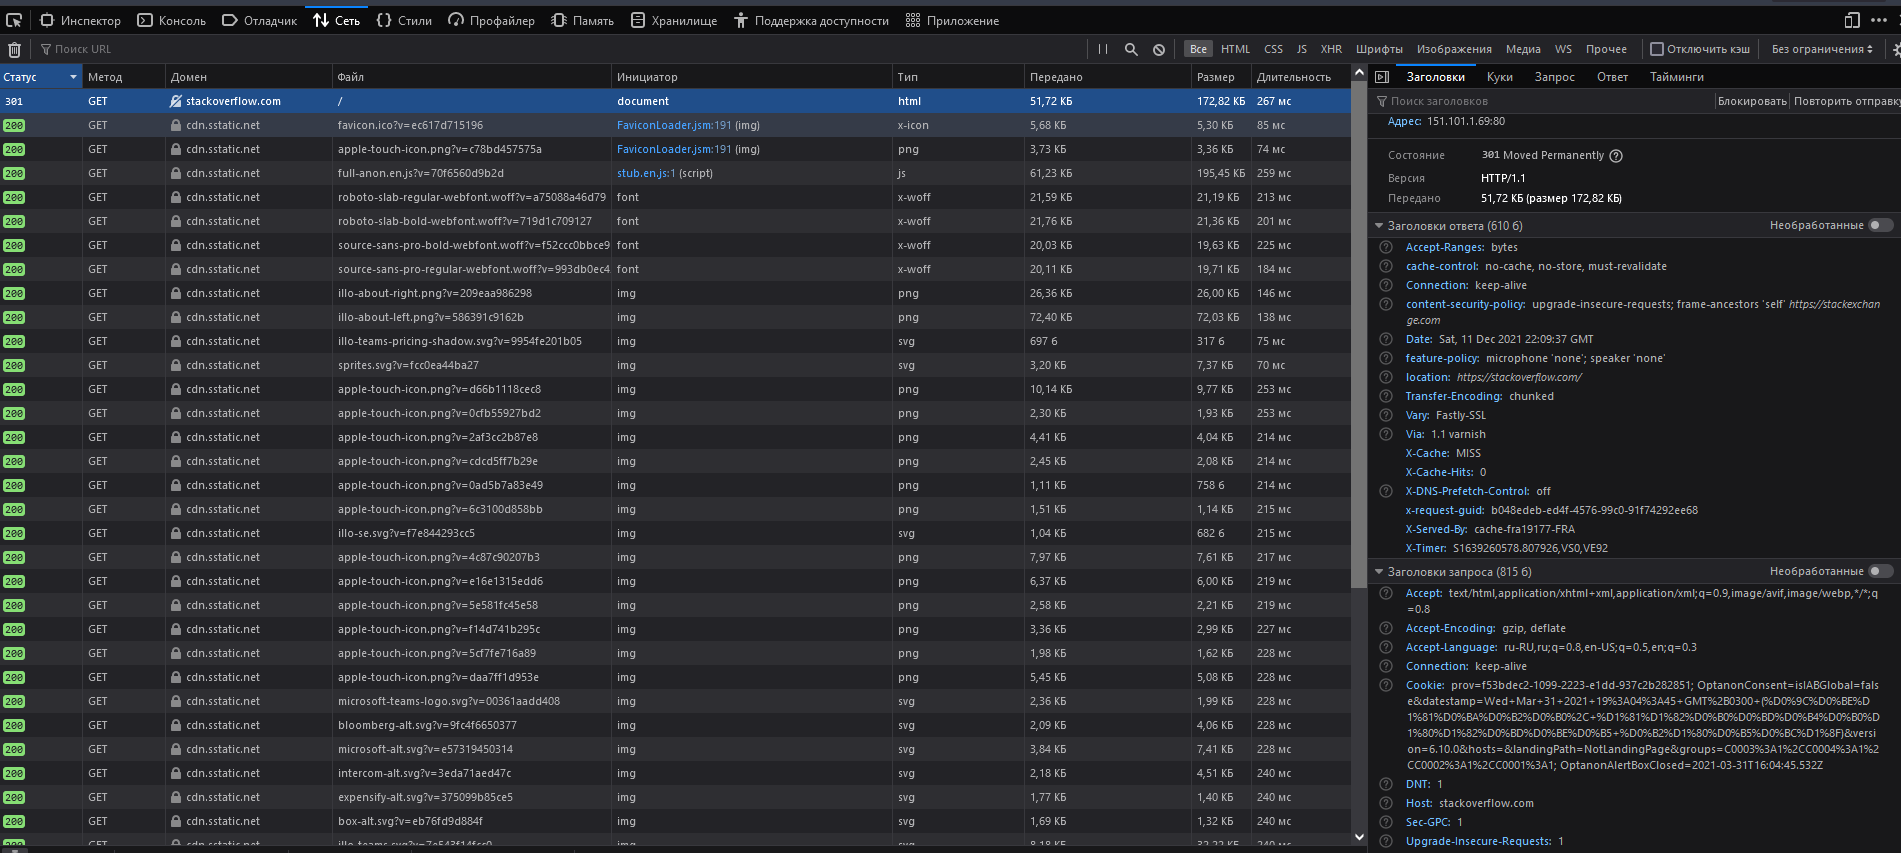 Инспектор Консоль Отладчик Сеть Стили Профайлер Память Хранилище Поддержка доступности Приложение
Поиск URL Все HTML CSS JS XHR Шрифты Изображения Медиа WS Прочее Отключить кэш Без ограничения
Статус Метод Домен Файл Инициатор Тип Передано Размер Длительность
301 GET stackoverflow.com / document html 51,72 КБ 172,82 КБ 267 мс
200 GET cdn.sstatic.net favicon.ico?v=ec617d715196 FaviconLoader.jsm:191 (img) x-icon 5,68 КБ 5,30 КБ 85 мс
200 GET cdn.sstatic.net apple-touch-icon.png?v=c78bd457575a FaviconLoader.jsm:191 (img) png 3,73 КБ 3,36 КБ 74 мс
200 GET cdn.sstatic.net full-anon.en.js?v=70f6560d9b2d stub.en.js:1 (script) js 61,23 КБ 195,45 КБ 259 мс
200 GET cdn.sstatic.net roboto-slab-regular-webfont.woff?v=a75088a46d79 font x-woff 21,59 КБ 21,19 КБ 213 мс
200 GET cdn.sstatic.net roboto-slab-bold-webfont.woff?v=719d1c709127 font x-woff 21,76 КБ 21,36 КБ 201 мс
200 GET cdn.sstatic.net source-sans-pro-bold-webfont.woff?v=f52ccc0bbce9 font x-woff 20,03 КБ 19,63 КБ 225 мс
200 GET cdn.sstatic.net source-sans-pro-regular-webfont.woff?v=993db0ec4 font x-woff 20,11 КБ 19,71 КБ 184 мс
200 GET cdn.sstatic.net illo-about-right.png?v=209eaa986298 img png 26,36 КБ 26,00 КБ 146 мс
200 GET cdn.sstatic.net illo-about-left.png?v=586391c9162b img png 72,40 КБ 72,03 КБ 138 мс
200 GET cdn.sstatic.net illo-teams-pricing-shadow.svg?v=9954fe201b05 img svg 697 б 317 б 75 мс
200 GET cdn.sstatic.net sprites.svg?v=fcc0ea44ba27 img svg 3,20 КБ 7,37 КБ 70 мс
200 GET cdn.sstatic.net apple-touch-icon.png?v=d66b1118cec8 img png 10,14 КБ 9,77 КБ 253 мс
200 GET cdn.sstatic.net apple-touch-icon.png?v=0cfb55927bd2 img png 2,30 КБ 1,93 КБ 253 мс
200 GET cdn.sstatic.net apple-touch-icon.png?v=2af3cc2b87e8 img png 4,41 КБ 4,04 КБ 214 мс
200 GET cdn.sstatic.net apple-touch-icon.png?v=cdcd5ff7b29e img png 2,45 КБ 2,08 КБ 214 мс
200 GET cdn.sstatic.net apple-touch-icon.png?v=0ad5b7a83e49 img png 1,11 КБ 758 б 214 мс
200 GET cdn.sstatic.net apple-touch-icon.png?v=6c3100d858bb img png 1,51 КБ 1,14 КБ 215 мс
200 GET cdn.sstatic.net illo-se.svg?v=f7e844293cc5 img svg 1,04 КБ 682 б 215 мс
200 GET cdn.sstatic.net apple-touch-icon.png?v=4c87c90207b3 img png 7,97 КБ 7,61 КБ 217 мс
200 GET cdn.sstatic.net apple-touch-icon.png?v=e16e1315edd6 img png 6,37 КБ 6,00 КБ 219 мс
200 GET cdn.sstatic.net apple-touch-icon.png?v=5e581fc45e58 img png 2,58 КБ 2,21 КБ 219 мс
200 GET cdn.sstatic.net apple-touch-icon.png?v=f14d741b295c img png 3,36 КБ 2,99 КБ 227 мс
200 GET cdn.sstatic.net apple-touch-icon.png?v=5cf7fe716a89 img png 1,98 КБ 1,62 КБ 228 мс
200 GET cdn.sstatic.net apple-touch-icon.png?v=daa7ff1d953e img png 5,45 КБ 5,08 КБ 228 мс
200 GET cdn.sstatic.net microsoft-teams-logo.svg?v=00361aadd408 img svg 2,36 КБ 1,99 КБ 228 мс
200 GET cdn.sstatic.net bloomberg-alt.svg?v=9fc4f6650377 img svg 2,09 КБ 4,06 КБ 228 мс
200 GET cdn.sstatic.net microsoft-alt.svg?v=e57319450314 img svg 3,84 КБ 7,41 КБ 228 мс
200 GET cdn.sstatic.net intercom-alt.svg?v=3eda71aed47c img svg 2,18 КБ 4,51 КБ 240 мс
200 GET cdn.sstatic.net expensify-alt.svg?v=375099b85ce5 img svg 1,77 КБ 1,40 КБ 240 мс
200 GET cdn.sstatic.net box-alt.svg?v=eb76fd9d884f img svg 1,69 КБ 1,32 КБ 240 мс
Заголовки Куки Запрос Ответ Тайминги
Поиск заголовков Блокировать Повторить отправку
Адрес: 151.101.1.69:80
Состояние 301 Moved Permanently
Версия HTTP/1.1
Передано 51,72 КБ (размер 172,82 КБ)
Заголовки ответа (610 б) Необработанные
Accept-Ranges: bytes
cache-control: no-cache, no-store, must-revalidate
Connection: keep-alive
content-security-policy: upgrade-insecure-requests; frame-ancestors 'self' https://stackexchan
ge.com
Date: Sat, 11 Dec 2021 22:09:37 GMT
feature-policy: microphone 'none'; speaker 'none'
location: https://stackoverflow.com/
Transfer-Encoding: chunked
Vary: Fastly-SSL
Via: 1.1 varnish
X-Cache: MISS
X-Cache-Hits: 0
X-DNS-Prefetch-Control: off
x-request-guid: b048edeb-ed4f-4576-99c0-91f74292ee68
X-Served-By: cache-fra19177-FRA
X-Timer: S1639260578.807926,VS0,VE92
Заголовки запроса (815 б) Необработанные
Accept: text/html,application/xhtml+xml,application/xml;q=0.9,image/avif,image/webp,*/*;q
=0.8
Accept-Encoding: gzip, deflate
Accept-Language: ru-RU,ru;q=0.8,en-US;q=0.5,en;q=0.3
Connection: keep-alive
Cookie: prov=f53bdec2-1099-2223-e1dd-937c2b282851; OptanonConsent=isIABGlobal=fals
e&datestamp=Wed+Mar+31+2021+19%3A04%3A45+GMT%2B0300+(%D0%9C%D0%BE%D
1%81%D0%BA%D0%B2%D0%B0%2C+%D1%81%D1%82%D0%B0%D0%BD%D0%B4%D0%B0%D
1%80%D1%82%D0%BD%D0%BE%D0%B5+%D0%B2%D1%80%D0%B5%D0%BC%D1%8F)&versi
on=6.10.0&hosts=&landingPath=NotLandingPage&groups=C0003%3A1%2CC0004%3A1%2
CC0002%3A1%2CC0001%3A1; OptanonAlertBoxClosed=2021-03-31T16:04:45.532Z
DNT: 1
Host: stackoverflow.com
Sec-GPC: 1
Upgrade-Insecure-Requests: 1